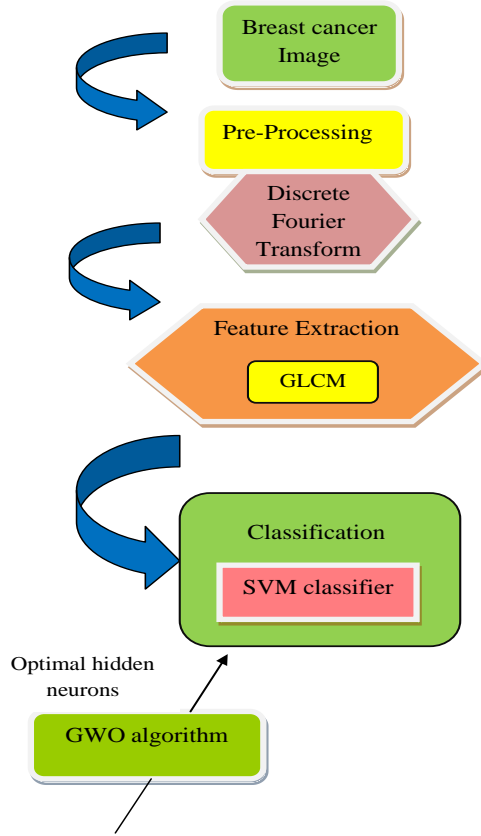 Breast cancer
Image
Pre-Processing
Discrete
Fourier
Transform
Feature Extraction
GLCM
Classification
SVM classifier
Optimal hidden
neurons
GWO algorithm